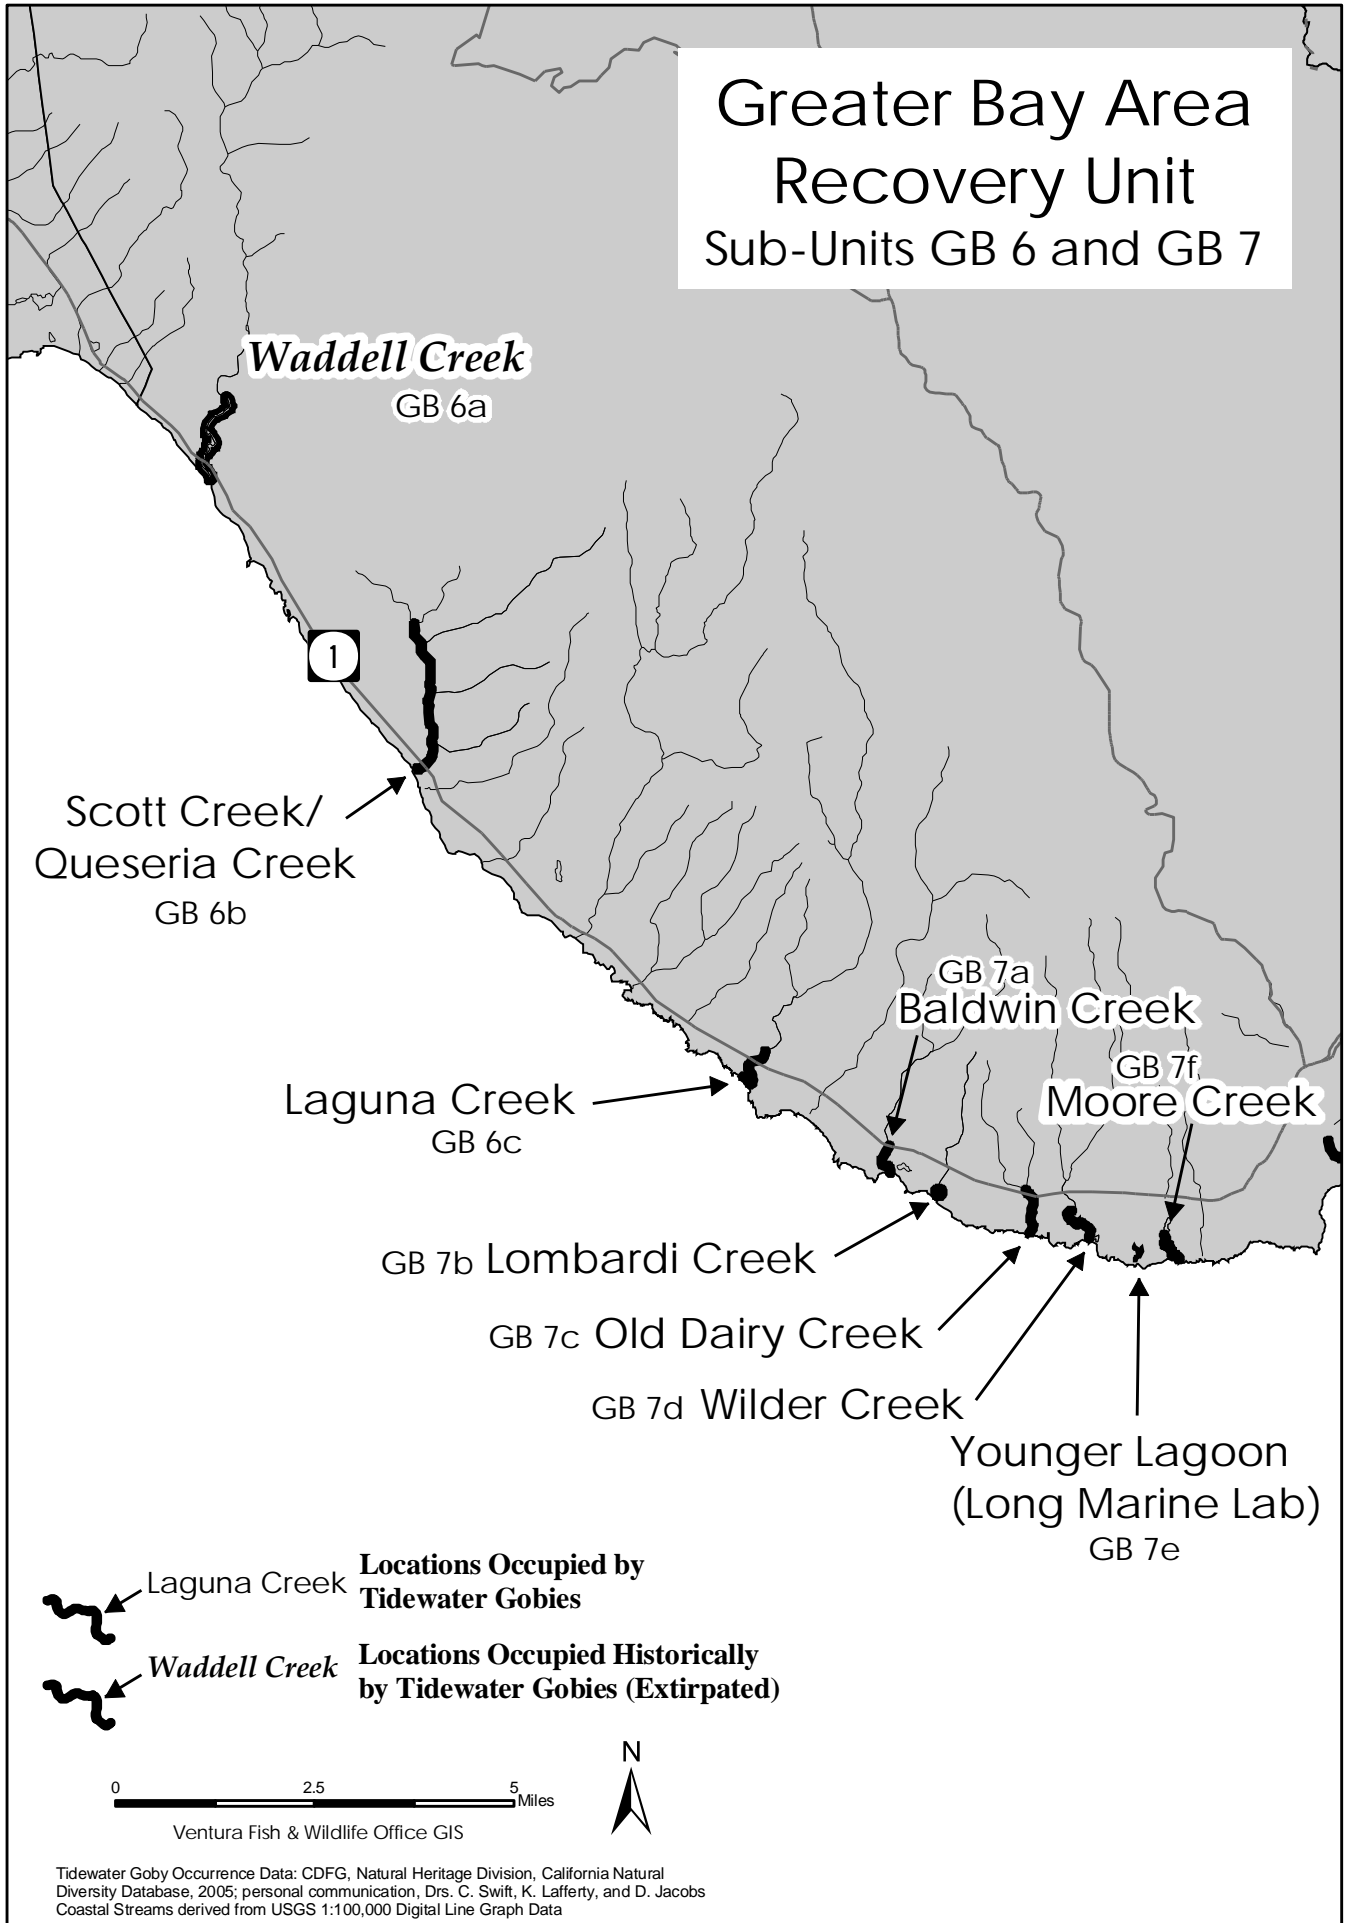 Greater Bay Area
Recovery Unit
Sub-Units GB 6 and GB 7
Waddell Creek
GB 6a
1
Scott Creek/
Queseria Creek
GB 6b
GB 7a
Baldwin Creek
GB 7f
Moore Creek
Laguna Creek
GB 6c
GB 7b Lombardi Creek
GB 7c Old Dairy Creek
GB 7d Wilder Creek
Younger Lagoon
(Long Marine Lab)
GB 7e
Laguna Creek
Locations Occupied by
Tidewater Gobies
Waddell Creek
Locations Occupied Historically
by Tidewater Gobies (Extirpated)
N
0 2.5 5
Miles
Ventura Fish & Wildlife Office GIS
Tidewater Goby Occurrence Data: CDFG, Natural Heritage Division, California Natural
Diversity Database, 2005; personal communication, Drs. C. Swift, K. Lafferty, and D. Jacobs
Coastal Streams derived from USGS 1:100,000 Digital Line Graph Data